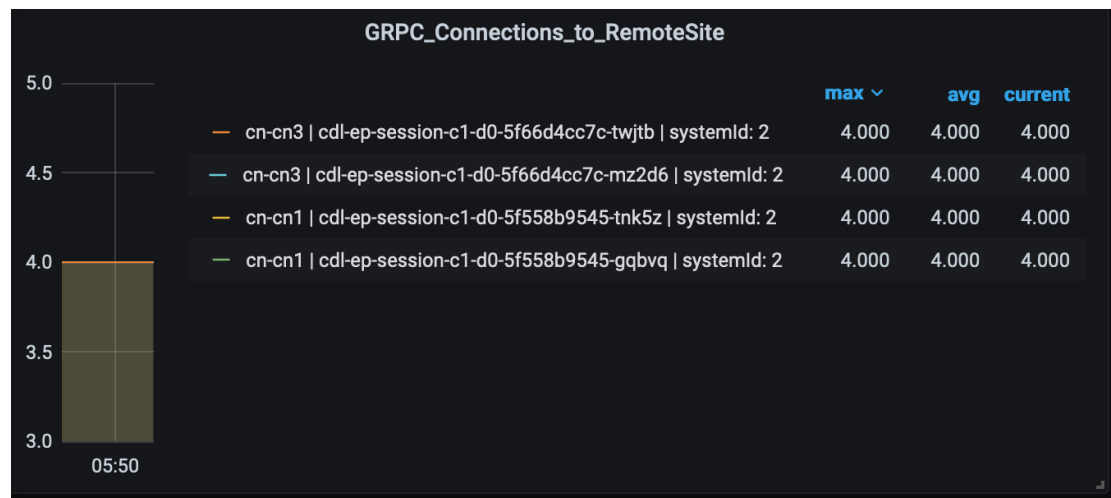 GRPC_Connections_to_RemoteSite
5.0
4.5
4.0
3.5
3.0
05:50
max avg current
cn-cn3 | cdl-ep-session-c1-d0-5f66d4cc7c-twjtb | systemId: 2 4.000 4.000 4.000
cn-cn3 | cdl-ep-session-c1-d0-5f66d4cc7c-mz2d6 | systemId: 2 4.000 4.000 4.000
cn-cn1 | cdl-ep-session-c1-d0-5f558b9545-tnk5z | systemId: 2 4.000 4.000 4.000
cn-cn1 | cdl-ep-session-c1-d0-5f558b9545-gqbvq | systemId: 2 4.000 4.000 4.000